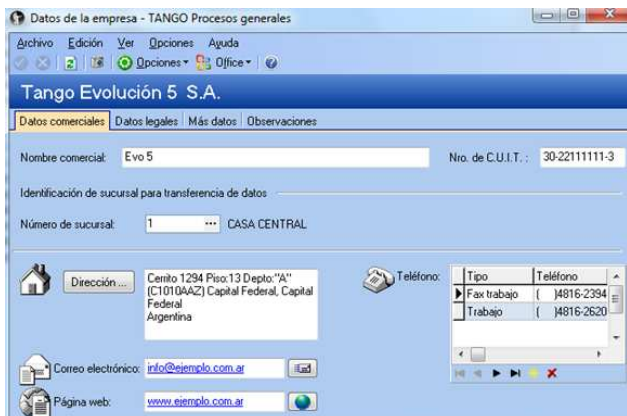 Datos de la empresa - TANGO Procesos generales
Archivo Edición Ver Opciones Ayuda
Opciones Office
Tango Evolución 5 S.A.
Datos comerciales Datos legales Más datos Observaciones
Nombre comercial: Evo 5 Nro. de C.U.I.T. : 30-22111111-3
Identificación de sucursal para transferencia de datos
Número de sucursal: 1 ... CASA CENTRAL
Dirección ... Cerrito 1294 Piso:13 Depto:"A"
(C1010AAZ) Capital Federal, Capital
Federal
Argentina
Teléfono: Tipo Teléfono
Fax trabajo ( )4816-2394
Trabajo ( )4816-2620
Correo electrónico: info@ejemplo.com.ar
Página web: www.ejemplo.com.ar